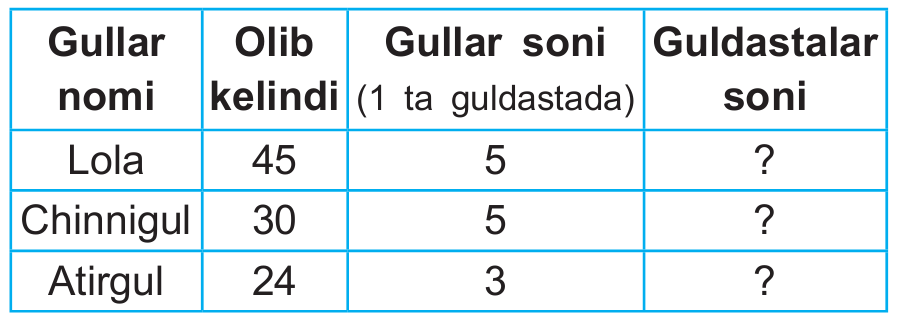 Gullar nomi | Olib kelindi | Gullar soni (1 ta guldastada) | Guldastalar soni
Lola | 45 | 5 | ?
Chinnigul | 30 | 5 | ?
Atirgul | 24 | 3 | ?